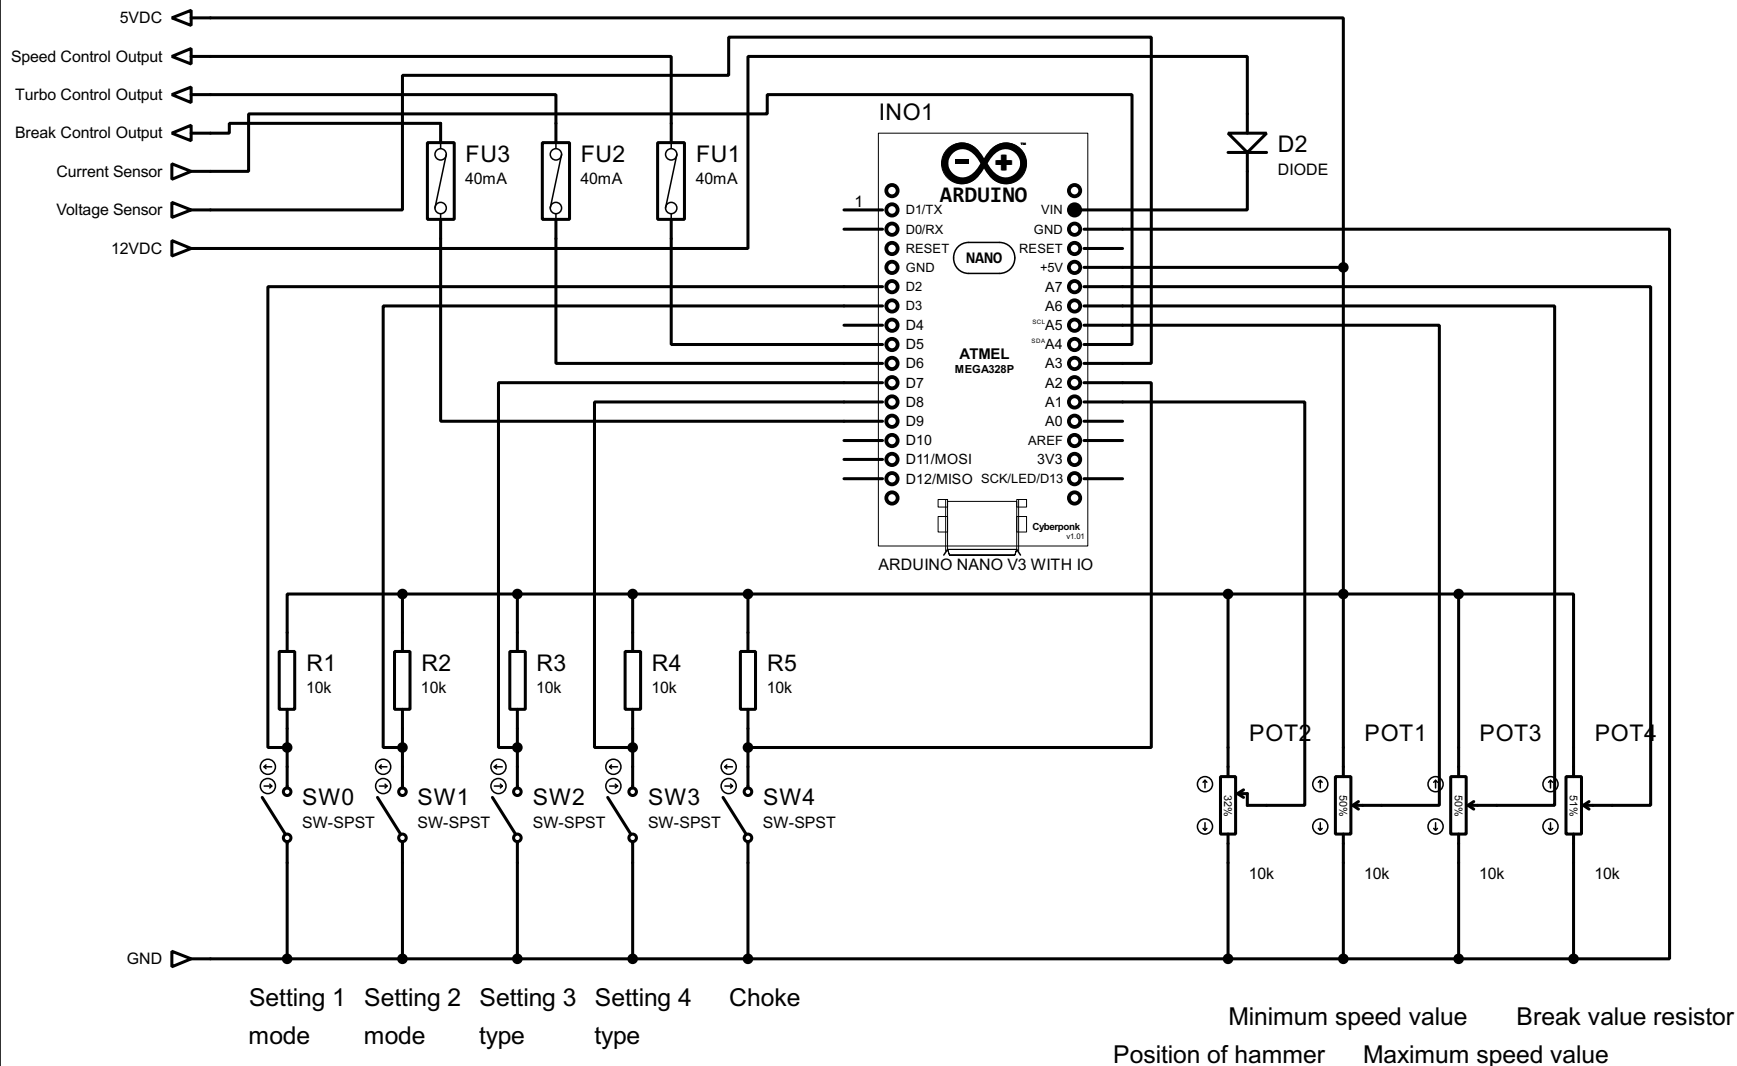 5VDC
Speed Control Output
Turbo Control Output
Break Control Output
Current Sensor
Voltage Sensor
12VDC
FU3
40mA
FU2
40mA
FU1
40mA
INO1
D2
DIODE
™
ARDUINO
NANO
ATMEL
MEGA328P
1
D1/TX
D0/RX
RESET
GND
D2
D3
D4
D5
D6
D7
D8
D9
D10
D11/MOSI
D12/MISO
VIN
GND
RESET
+5V
A7
A6
SCL A5
SDA A4
A3
A2
A1
A0
AREF
3V3
SCK/LED/D13
Cyberponk
v1.01
ARDUINO NANO V3 WITH IO
R1
10k
R2
10k
R3
10k
R4
10k
R5
10k
SW0
SW-SPST
SW1
SW-SPST
SW2
SW-SPST
SW3
SW-SPST
SW4
SW-SPST
POT2
32%
10k
POT1
50%
10k
POT3
50%
10k
POT4
51%
10k
GND
Setting 1
mode
Setting 2
mode
Setting 3
type
Setting 4
type
Choke
Minimum speed value
Break value resistor
Position of hammer
Maximum speed value